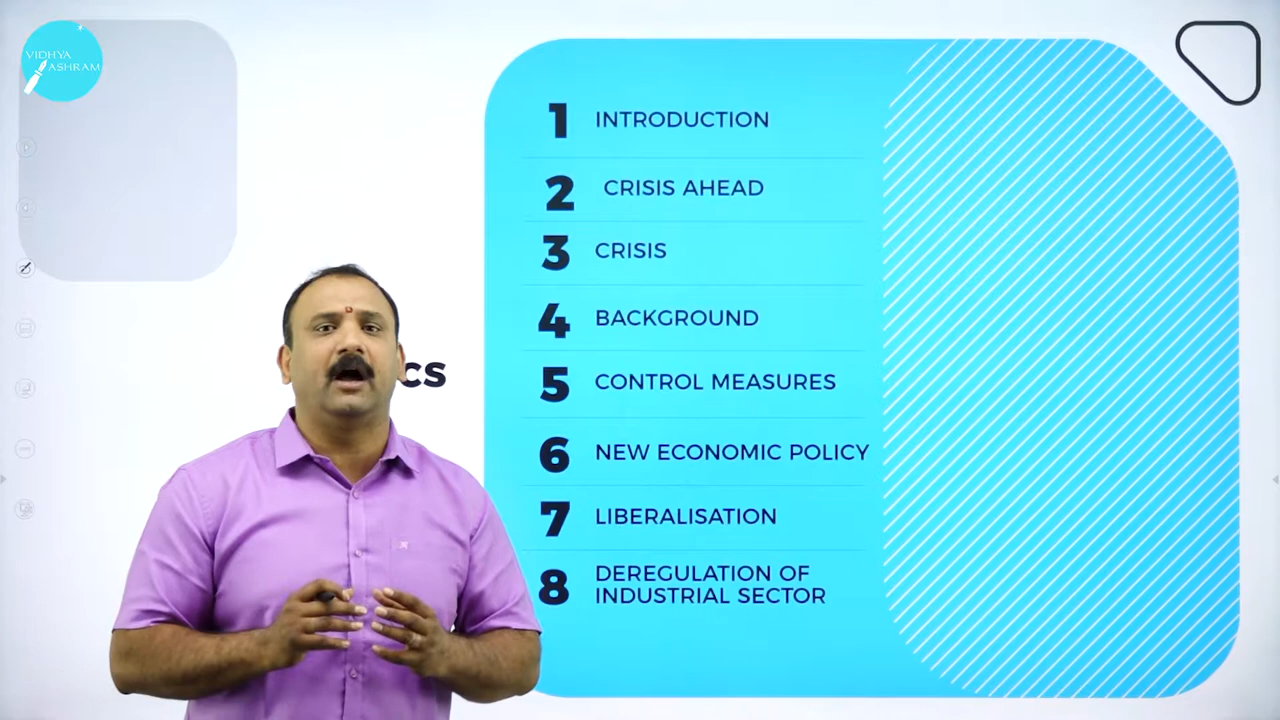 VIDHYA
ASHRAM
CS
1 INTRODUCTION
2 CRISIS AHEAD
3 CRISIS
4 BACKGROUND
5 CONTROL MEASURES
6 NEW ECONOMIC POLICY
7 LIBERALISATION
8 DEREGULATION OF
INDUSTRIAL SECTOR